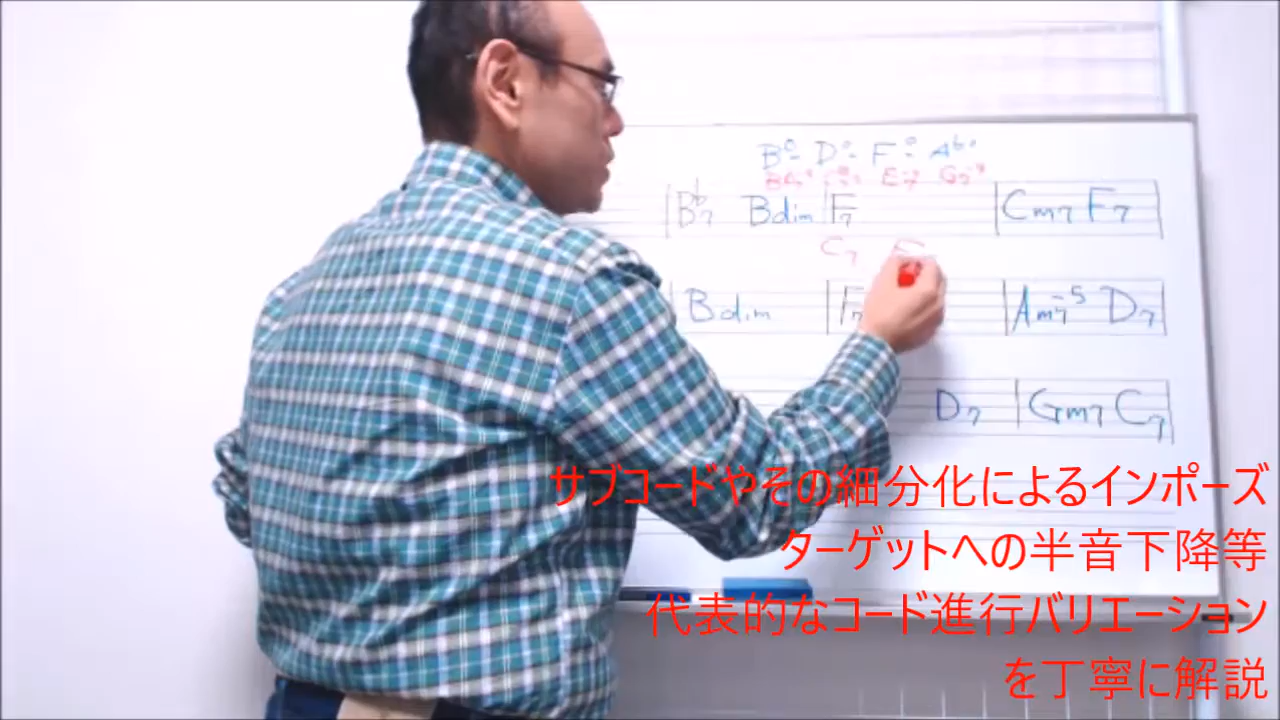 B° D° F° A♭°
E7
B♭7 Bdim F7 Cm7 F7
C7
Bdim F7 Am7-5 D7
D7 Gm7 C7
サブコードやその細分化によるインポーズ
ターゲットへの半音下降等
代表的なコード進行バリエーション
を丁寧に解説